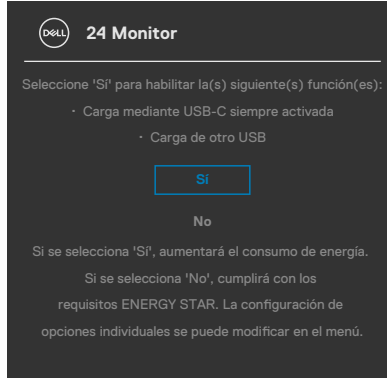 DELL 24 Monitor
Seleccione 'Sí' para habilitar la(s) siguiente(s) función(es):
· Carga mediante USB-C siempre activada
· Carga de otro USB
Sí
No
Si se selecciona 'Sí', aumentará el consumo de energía.
Si se selecciona 'No', cumplirá con los
requisitos ENERGY STAR. La configuración de
opciones individuales se puede modificar en el menú.